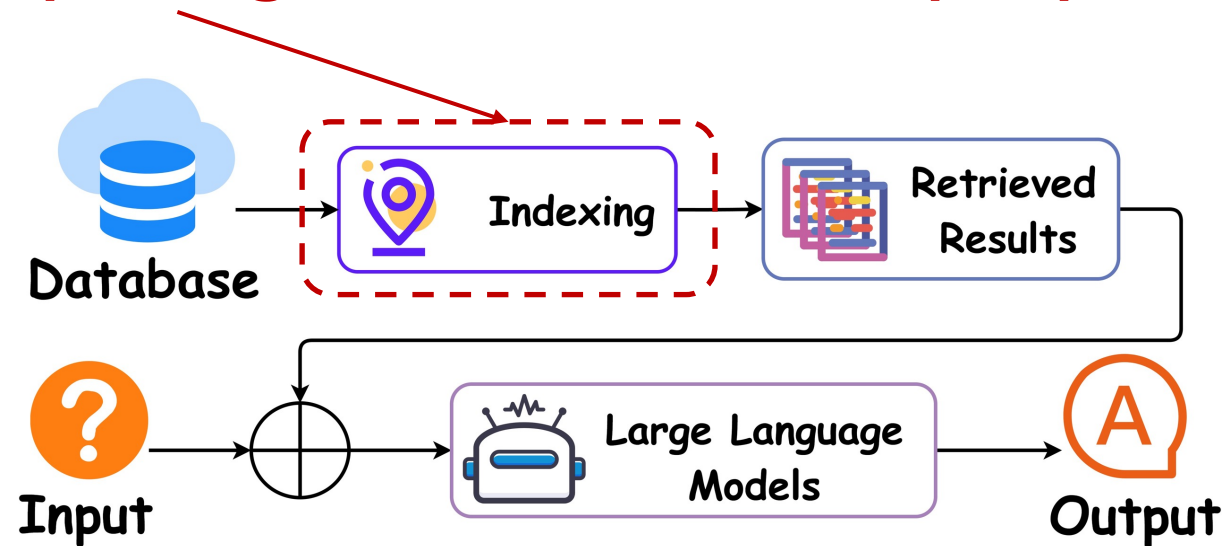 Database
Indexing
Retrieved
Results
Input
Large Language
Models
A
Output